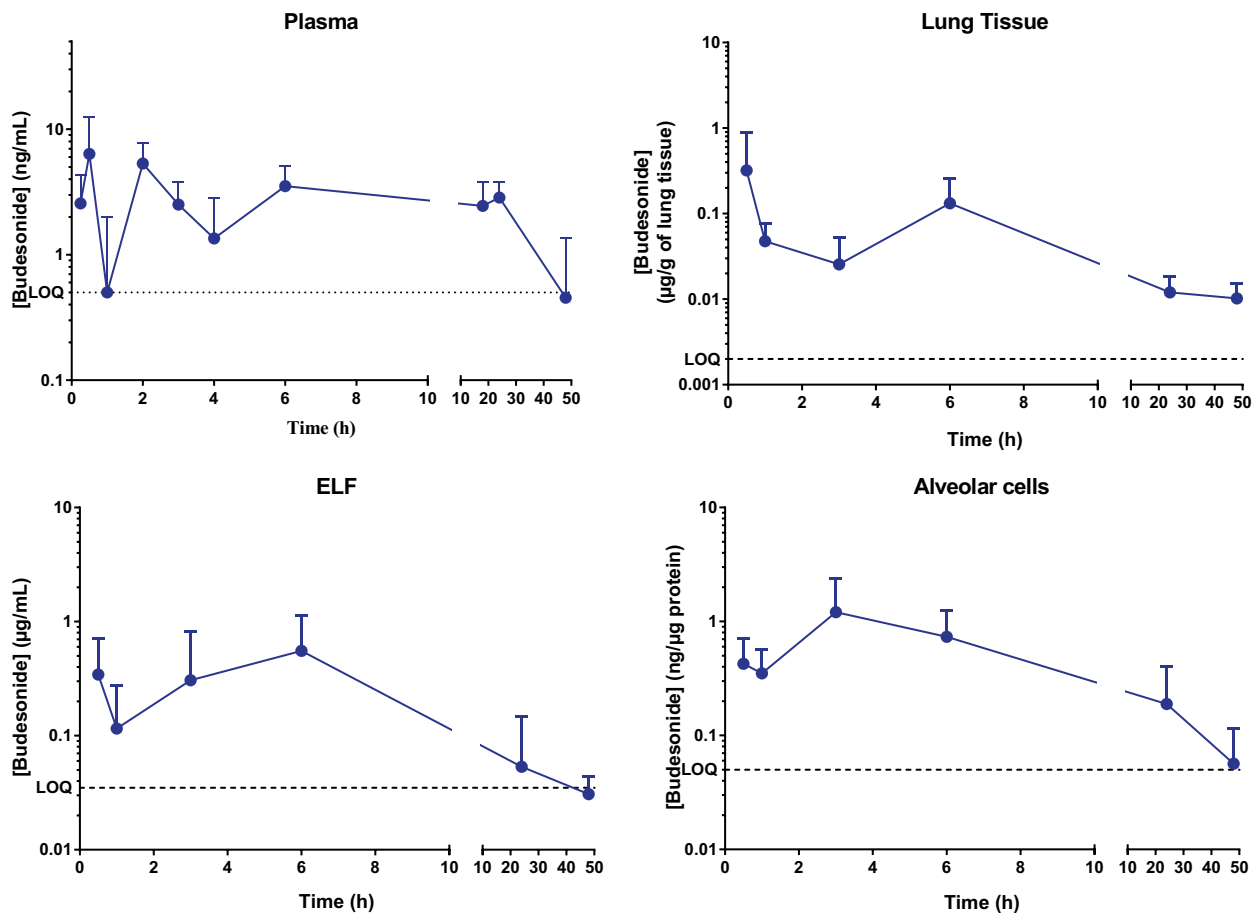 Plasma
[Budesonide] (ng/mL)
10
1
LOQ
0.1
0 2 4 6 8 10 10 20 30 40 50
Time (h)
Lung Tissue
[Budesonide]
(µg/g of lung tissue)
10
1
0.1
0.01
LOQ
0.001
0 2 4 6 8 10 10 20 30 40 50
Time (h)
ELF
[Budesonide] (µg/mL)
10
1
0.1
LOQ
0.01
0 2 4 6 8 10 10 20 30 40 50
Time (h)
Alveolar cells
[Budesonide] (ng/µg protein)
10
1
0.1
LOQ
0.01
0 2 4 6 8 10 10 20 30 40 50
Time (h)